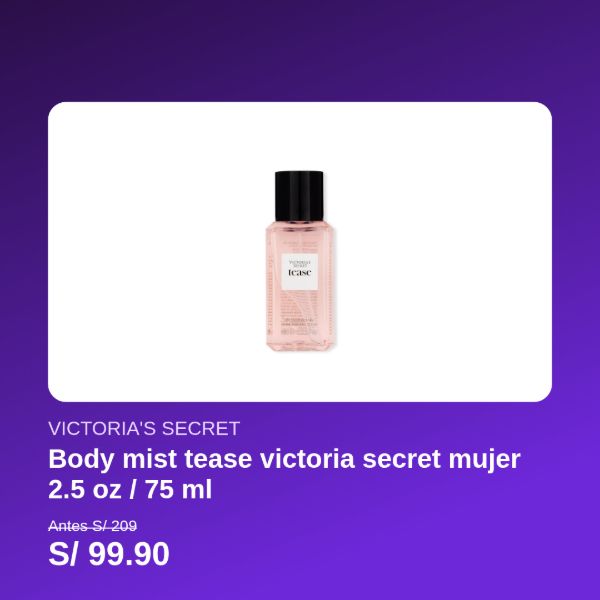 VICTORIA'S SECRET
tease
VICTORIA'S SECRET
Body mist tease victoria secret mujer
2.5 oz / 75 ml
Antes S/ 209
S/ 99.90